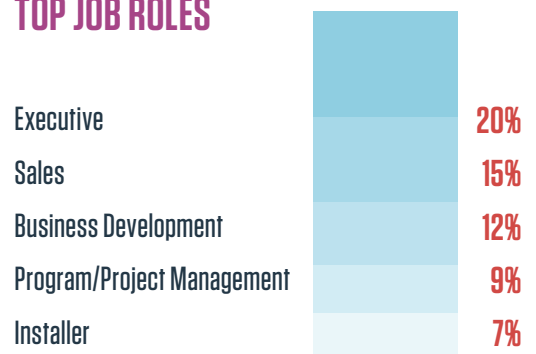 TOP JOB ROLES
Executive 20%
Sales 15%
Business Development 12%
Program/Project Management 9%
Installer 7%